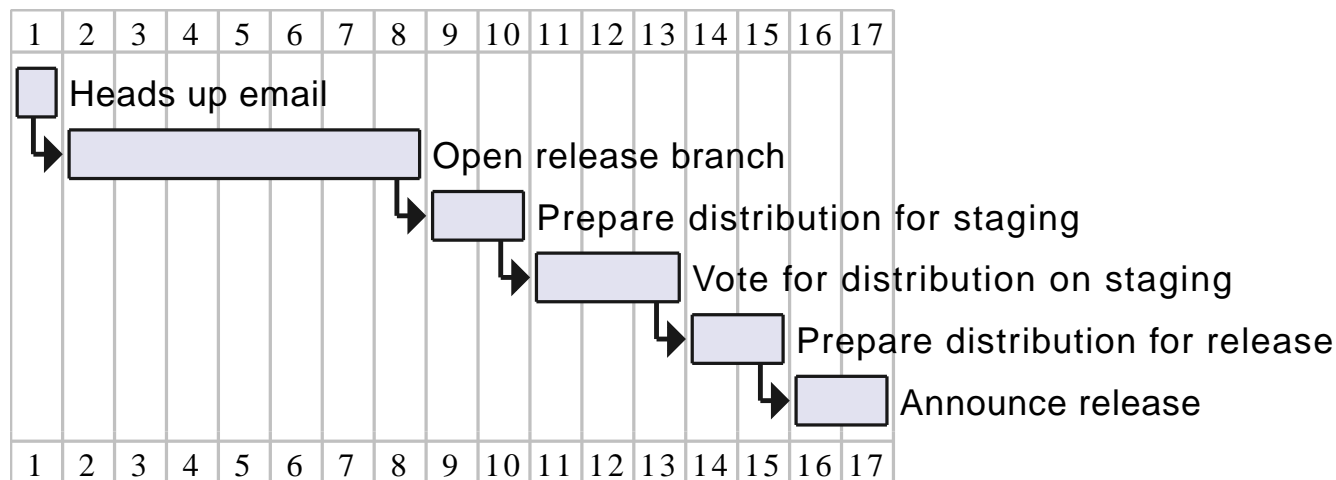 1 2 3 4 5 6 7 8 9 10 11 12 13 14 15 16 17
Heads up email
Open release branch
Prepare distribution for staging
Vote for distribution on staging
Prepare distribution for release
Announce release
1 2 3 4 5 6 7 8 9 10 11 12 13 14 15 16 17